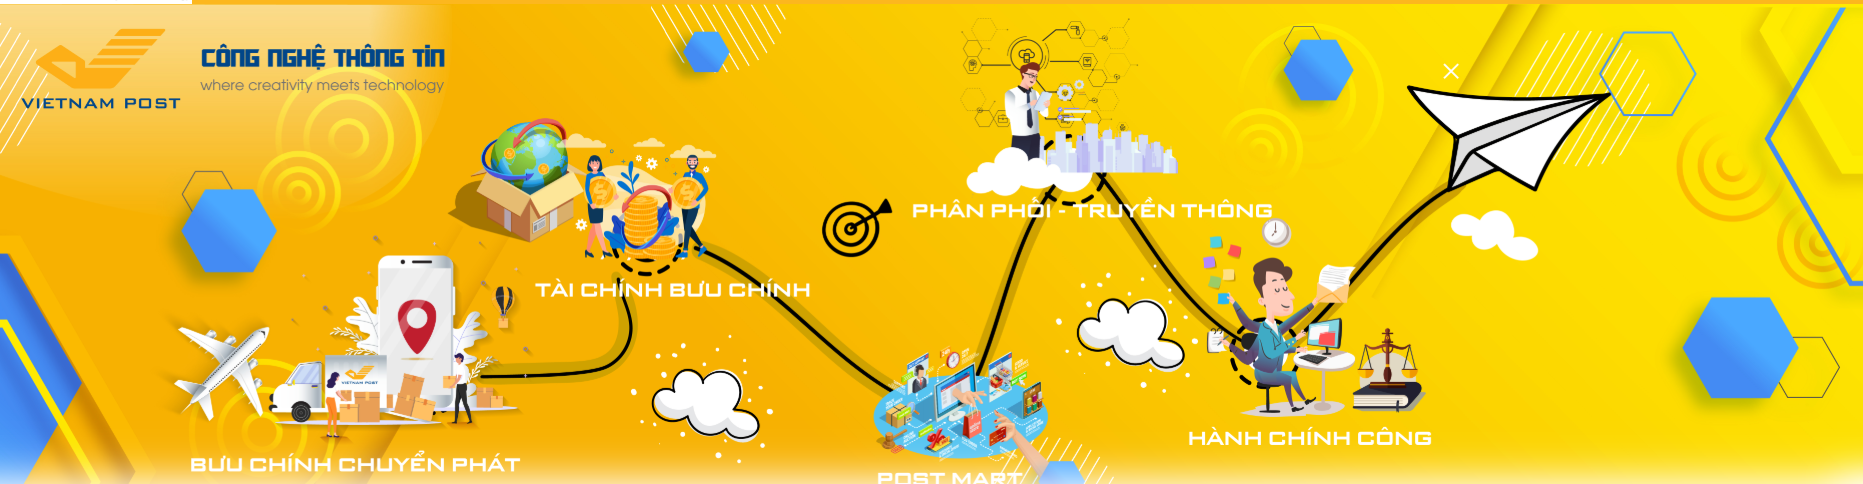 VIETNAM POST
CÔNG NGHỆ THÔNG TIN
where creativity meets technology
PHÂN PHỐI - TRUYỀN THÔNG
TÀI CHÍNH BƯU CHÍNH
VIETNAM POST
HÀNH CHÍNH CÔNG
BƯU CHÍNH CHUYỂN PHÁT
POST MART